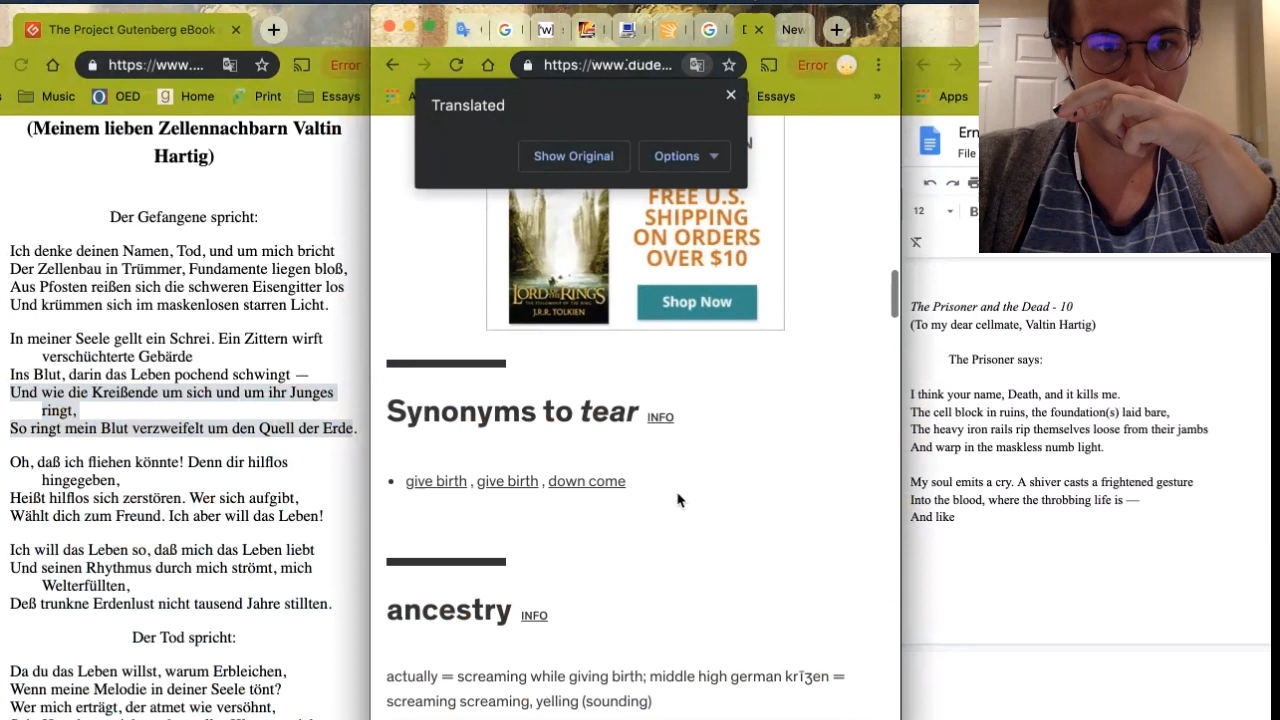 The Project Gutenberg eBook
New
https://www....
Error
https://www.dude...
Error
Music
OED
Home
Print
Essays
Essays
Apps
Translated
Show Original
Options
(Meinem lieben Zellennachbarn Valtin
Hartig)
Der Gefangene spricht:
Ich denke deinen Namen, Tod, und um mich bricht
Der Zellenbau in Trümmer, Fundamente liegen bloß,
Aus Pfosten reißen sich die schweren Eisengitter los
Und krümmen sich im maskenlosen starren Licht.
In meiner Seele gellt ein Schrei. Ein Zittern wirft
verschüchterte Gebärde
Ins Blut, darin das Leben pochend schwingt —
Und wie die Kreißende um sich und um ihr Junges
ringt,
So ringt mein Blut verzweifelt um den Quell der Erde.
Oh, daß ich fliehen könnte! Denn dir hilflos
hingegeben,
Heißt hilflos sich zerstören. Wer sich aufgibt,
Wählt dich zum Freund. Ich aber will das Leben!
Ich will das Leben so, daß mich das Leben liebt
Und seinen Rhythmus durch mich strömt, mich
Welterfüllten,
Deß trunkne Erdenlust nicht tausend Jahre stillten.
Der Tod spricht:
Da du das Leben willst, warum Erbleichen,
Wenn meine Melodie in deiner Seele tönt?
Wer mich erträgt, der atmet wie versöhnt,
FREE U.S.
SHIPPING
ON ORDERS
OVER $10
Shop Now
LORD OF THE RINGS
THE FELLOWSHIP OF THE RING
J.R.R. TOLKIEN
Synonyms to tear INFO
give birth , give birth , down come
ancestry INFO
actually = screaming while giving birth; middle high german krīʒen =
screaming screaming, yelling (sounding)
Ern
File
12
B
The Prisoner and the Dead - 10
(To my dear cellmate, Valtin Hartig)
The Prisoner says:
I think your name, Death, and it kills me.
The cell block in ruins, the foundation(s) laid bare,
The heavy iron rails rip themselves loose from their jambs
And warp in the maskless numb light.
My soul emits a cry. A shiver casts a frightened gesture
Into the blood, where the throbbing life is —
And like